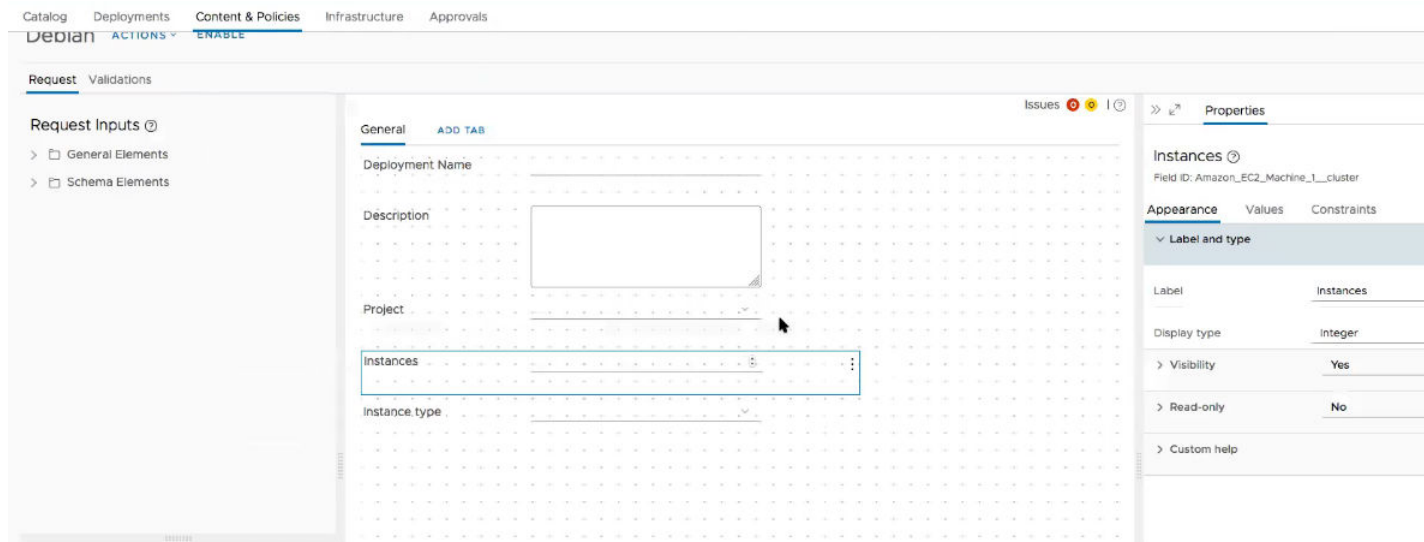 Catalog Deployments Content & Policies Infrastructure Approvals
Debian ACTIONS ENABLE
Request Validations
Request Inputs
General Elements
Schema Elements
Issues 0 0
General ADD TAB
Deployment Name
Description
Project
Instances
Instance type
Properties
Instances
Field ID: Amazon_EC2_Machine_1__cluster
Appearance Values Constraints
Label and type
Label Instances
Display type Integer
Visibility Yes
Read-only No
Custom help